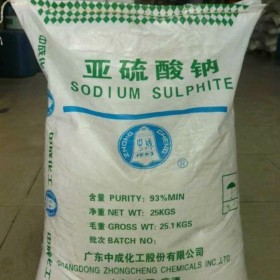 亚硫酸钠
SODIUM SULPHITE
ZHONG CHENG
含量 PURITY: 93%MIN
净重 NET WT: 25KGS
毛重 GROSS WT: 25.1KGS
批次 BATCH NO:
广东中成化工股份有限公司
GUANGDONG ZHONGCHENG CHEMICALS INC.,LTD